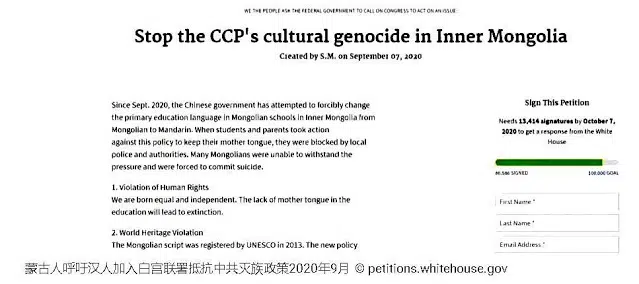 WE THE PEOPLE ASK THE FEDERAL GOVERNMENT TO CALL ON CONGRESS TO ACT ON AN ISSUE:
Stop the CCP's cultural genocide in Inner Mongolia
Created by S.M. on September 07, 2020
Since Sept. 2020, the Chinese government has attempted to forcibly change
the primary education language in Mongolian schools in Inner Mongolia from
Mongolian to Mandarin. When students and parents took action
against this policy to keep their mother tongue, they were blocked by local
police and authorities. Many Mongolians were unable to withstand the
pressure and were forced to commit suicide.
1. Violation of Human Rights
We are born equal and independent. The lack of mother tongue in the
education will lead to extinction.
2. World Heritage Violation
The Mongolian script was registered by UNESCO in 2013. The new policy
Sign This Petition
Needs 13,414 signatures by October 7,
2020 to get a response from the White
House
86,586 SIGNED
100,000 GOAL
First Name *
Last Name *
Email Address *
蒙古人呼吁汉人加入白宫联署抵抗中共灭族政策2020年9月 © petitions.whitehouse.gov